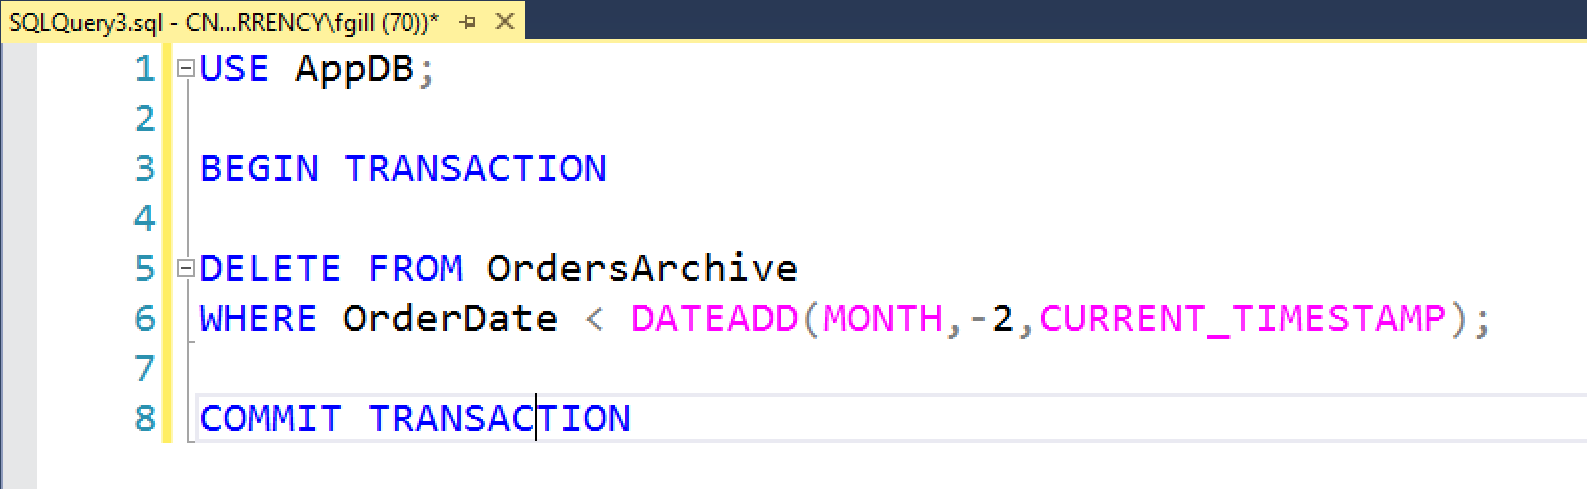 SQLQuery3.sql - CN...RRENCY\fgill (70))*
1 USE AppDB;
2
3 BEGIN TRANSACTION
4
5 DELETE FROM OrdersArchive
6 WHERE OrderDate < DATEADD(MONTH,-2,CURRENT_TIMESTAMP);
7
8 COMMIT TRANSACTION